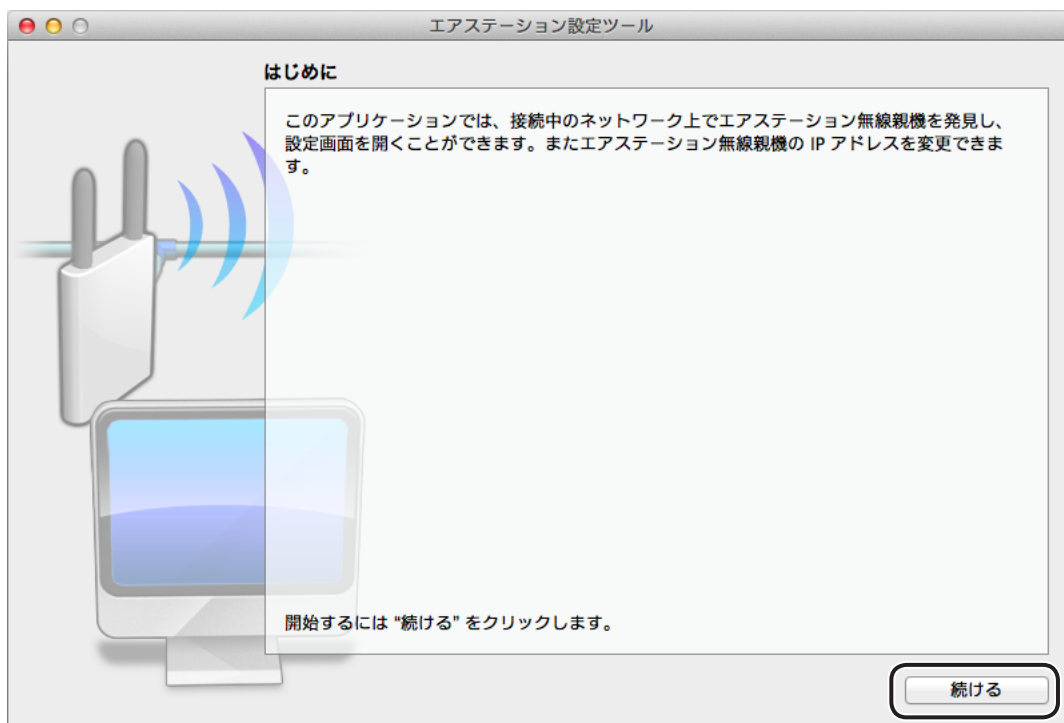 エアステーション設定ツール
はじめに
このアプリケーションでは、接続中のネットワーク上でエアステーション無線親機を発見し、
設定画面を開くことができます。またエアステーション無線親機の IP アドレスを変更できま
す。
開始するには “続ける” をクリックします。
続ける